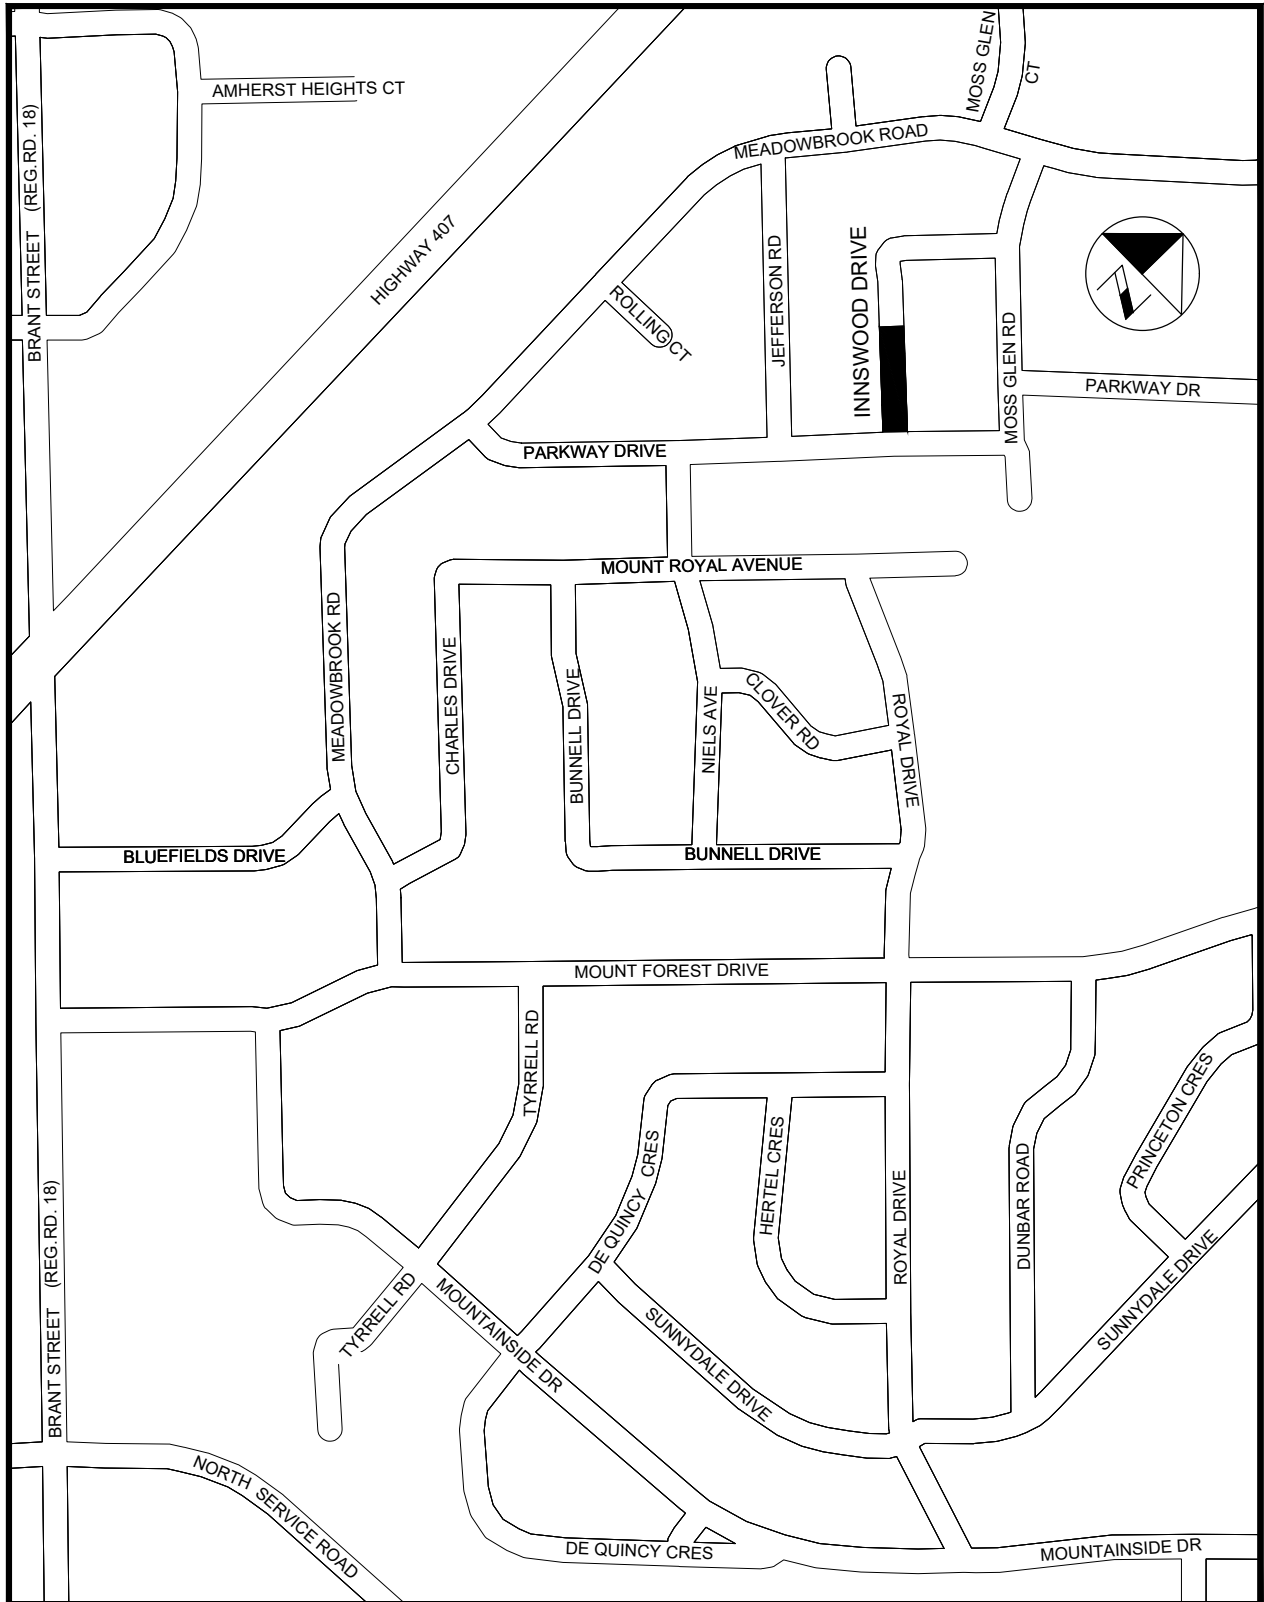 MOSS GLEN
CT
AMHERST HEIGHTS CT
BRANT STREET (REG.RD. 18)
MEADOWBROOK ROAD
HIGHWAY 407
JEFFERSON RD
INNSWOOD DRIVE
ROLLING CT
MOSS GLEN RD
PARKWAY DR
PARKWAY DRIVE
MOUNT ROYAL AVENUE
MEADOWBROOK RD
CHARLES DRIVE
BUNNELL DRIVE
NIELS AVE
CLOVER RD
ROYAL DRIVE
BLUEFIELDS DRIVE
BUNNELL DRIVE
MOUNT FOREST DRIVE
TYRRELL RD
PRINCETON CRES
DE QUINCY CRES
HERTEL CRES
ROYAL DRIVE
DUNBAR ROAD
BRANT STREET (REG.RD. 18)
TYRRELL RD
MOUNTAINSIDE DR
SUNNYDALE DRIVE
SUNNYDALE DRIVE
NORTH SERVICE ROAD
DE QUINCY CRES
MOUNTAINSIDE DR